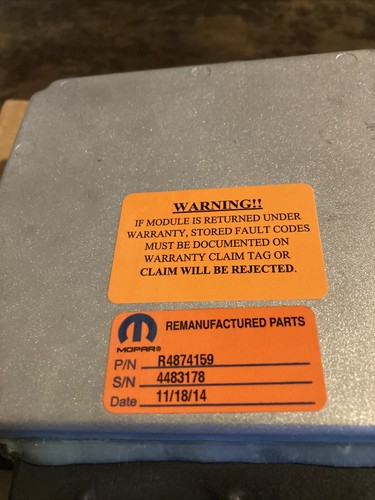 WARNING!!
IF MODULE IS RETURNED UNDER
WARRANTY, STORED FAULT CODES
MUST BE DOCUMENTED ON
WARRANTY CLAIM TAG OR
CLAIM WILL BE REJECTED.
REMANUFACTURED PARTS
MOPAR®
P/N R4874159
S/N 4483178
Date 11/18/14